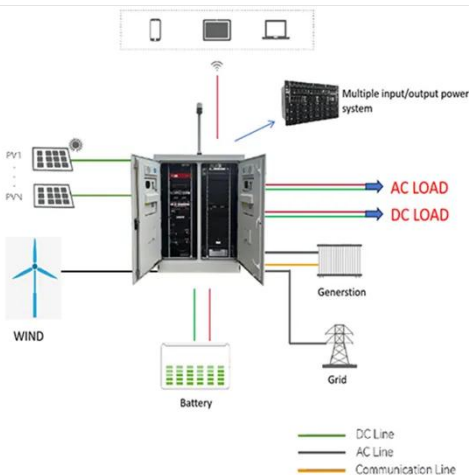 Multiple input/output power
system
PV1
PVN
AC LOAD
DC LOAD
WIND
Generstion
Grid
Battery
DC Line
AC Line
Communication Line